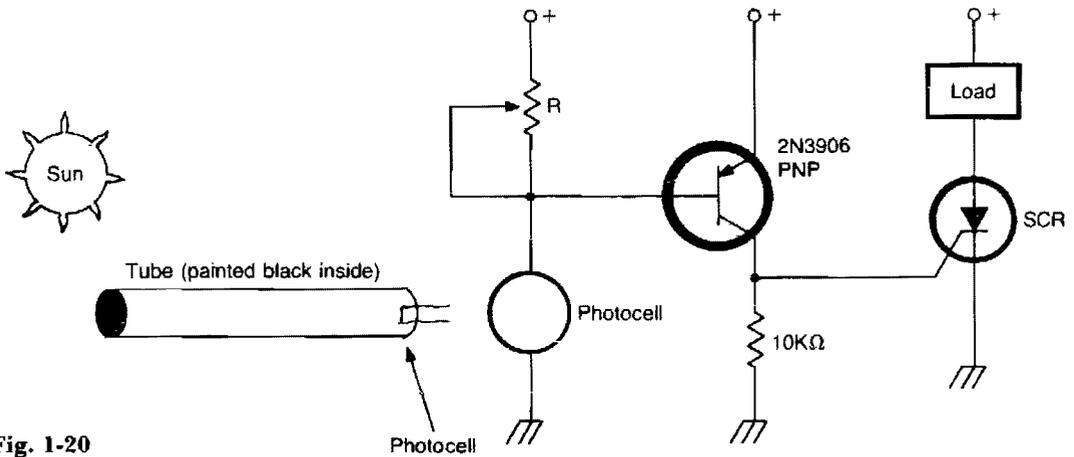 +
+
+
R
Load
2N3906
PNP
Sun
SCR
Tube (painted black inside)
Photocell
10KΩ
Fig. 1-20
Photocell